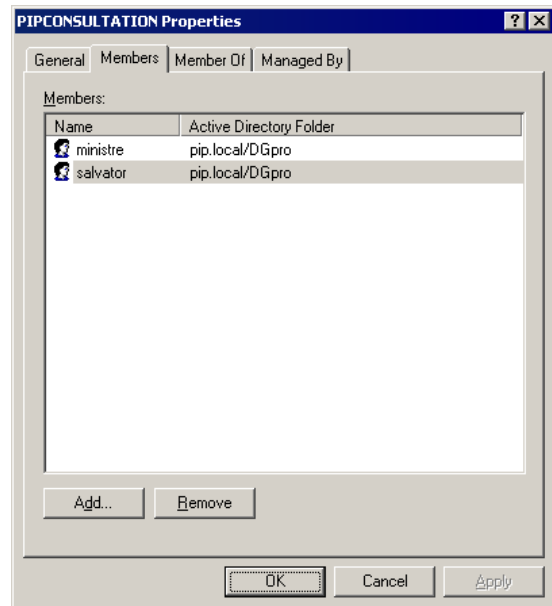 PIPCONSULTATION Properties
General Members Member Of Managed By
Members:
Name Active Directory Folder
ministre pip.local/DGpro
salvator pip.local/DGpro
Add... Remove
OK Cancel Apply